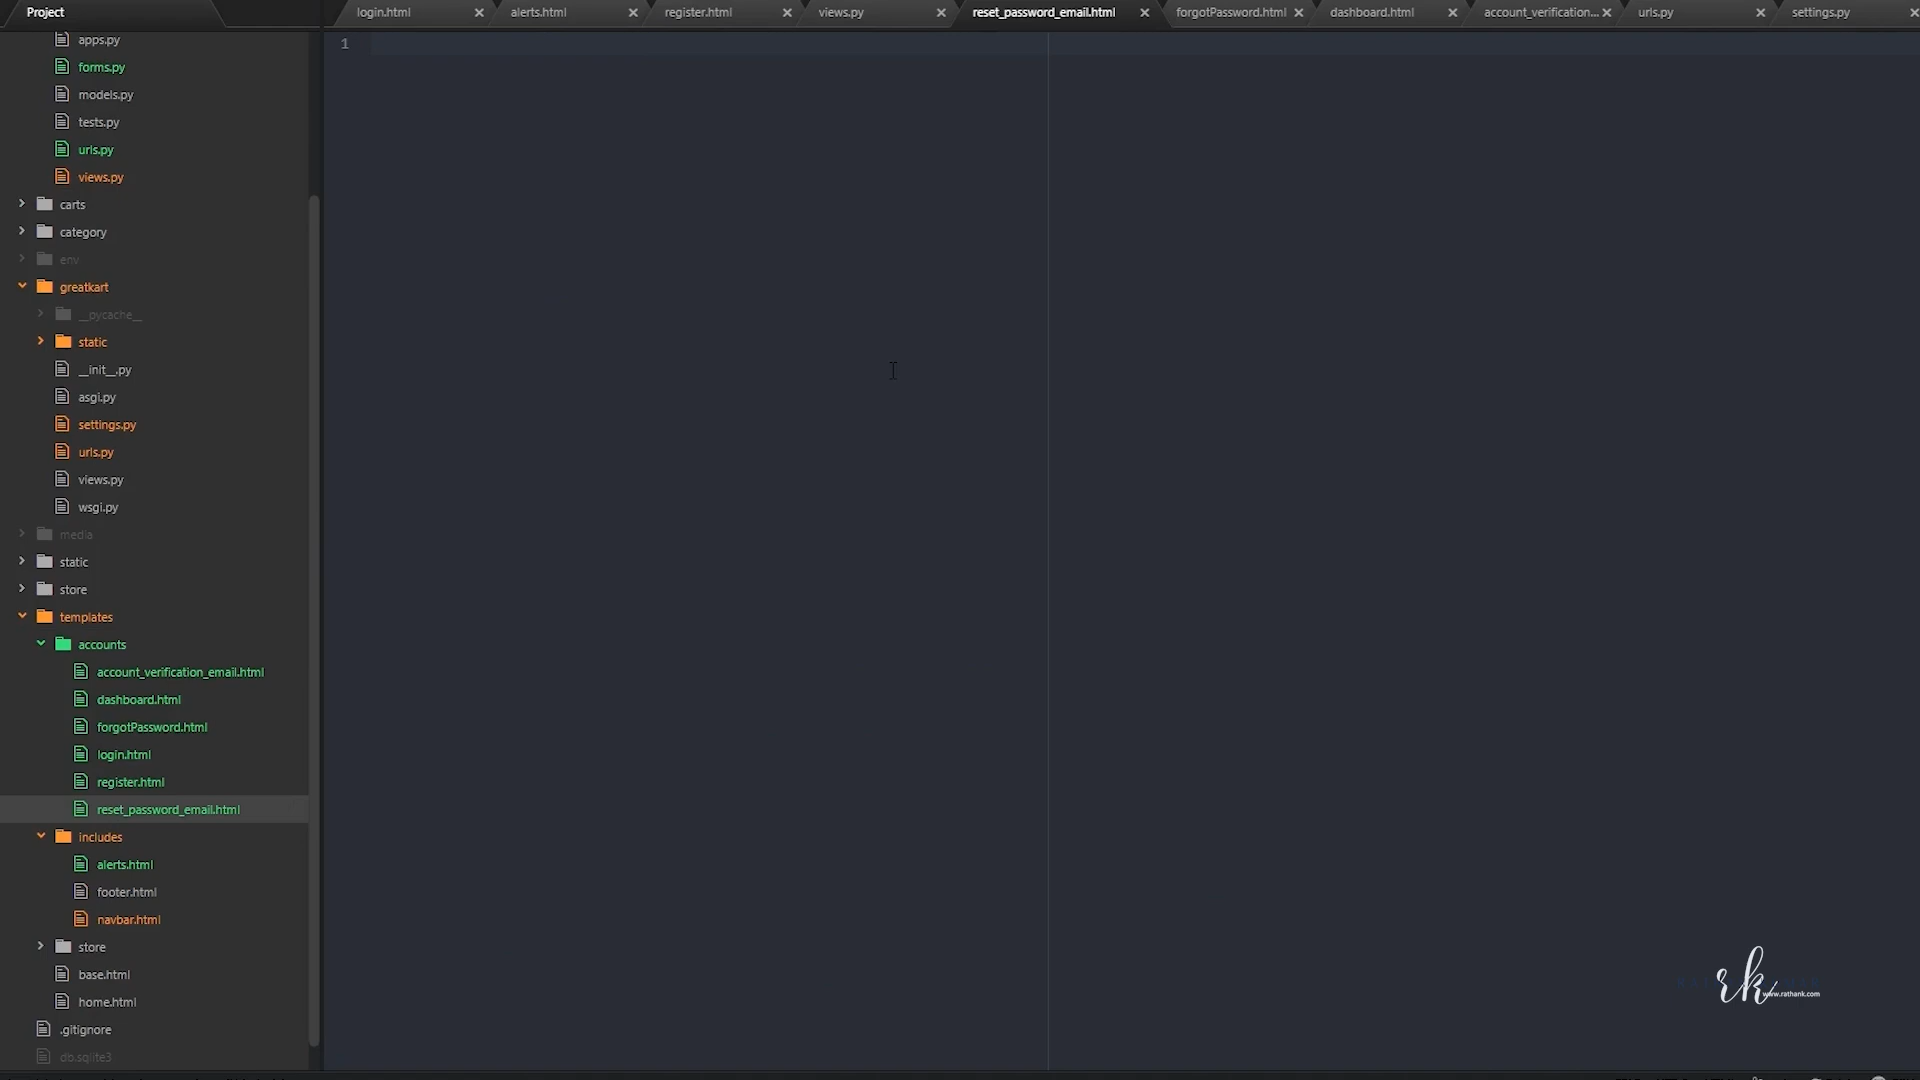 Project
login.html
alerts.html
register.html
views.py
reset_password_email.html
forgotPassword.html
dashboard.html
account_verification...
urls.py
settings.py
1
apps.py
forms.py
models.py
tests.py
urls.py
views.py
carts
category
env
greatkart
__pycache__
static
__init__.py
asgi.py
settings.py
urls.py
views.py
wsgi.py
media
static
store
templates
accounts
account_verification_email.html
dashboard.html
forgotPassword.html
login.html
register.html
reset_password_email.html
includes
alerts.html
footer.html
navbar.html
store
base.html
home.html
.gitignore
db.sqlite3
rk
www.rathank.com